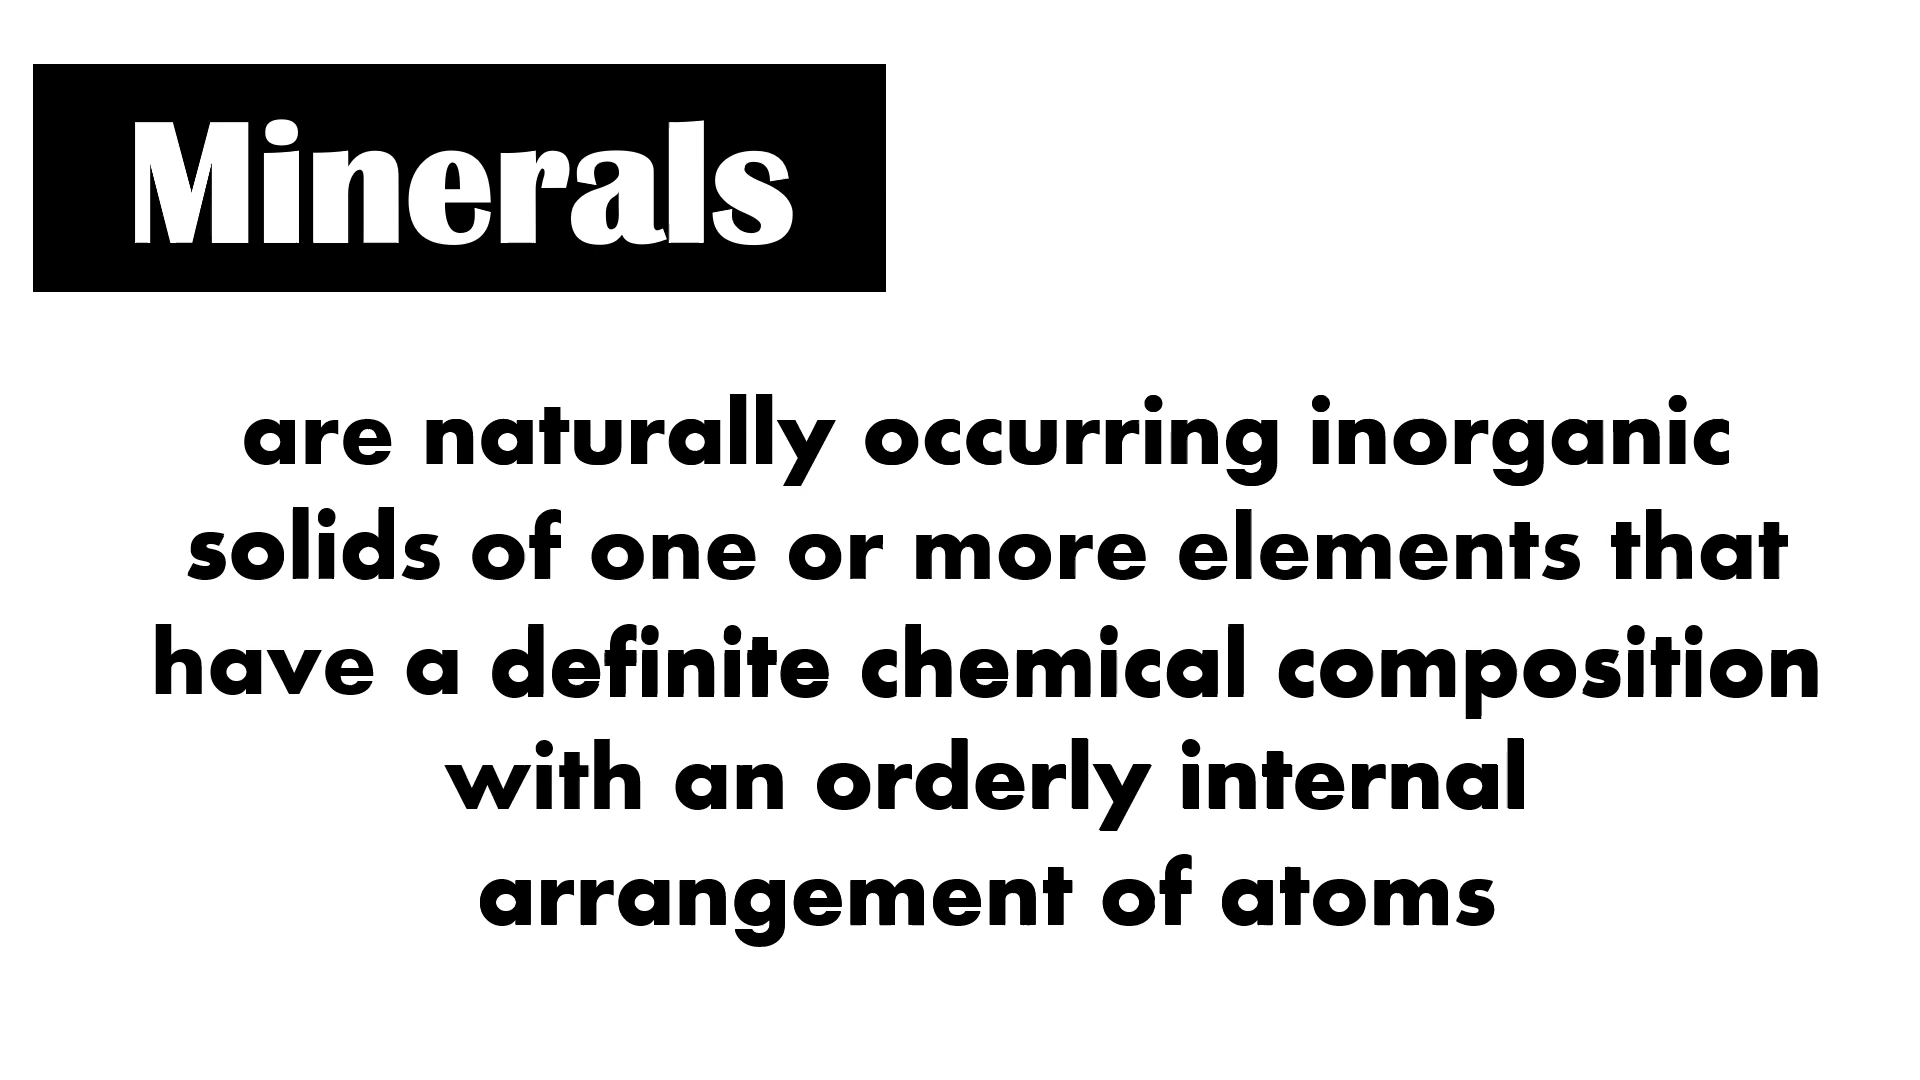 Minerals
are naturally occurring inorganic
solids of one or more elements that
have a definite chemical composition
with an orderly internal
arrangement of atoms